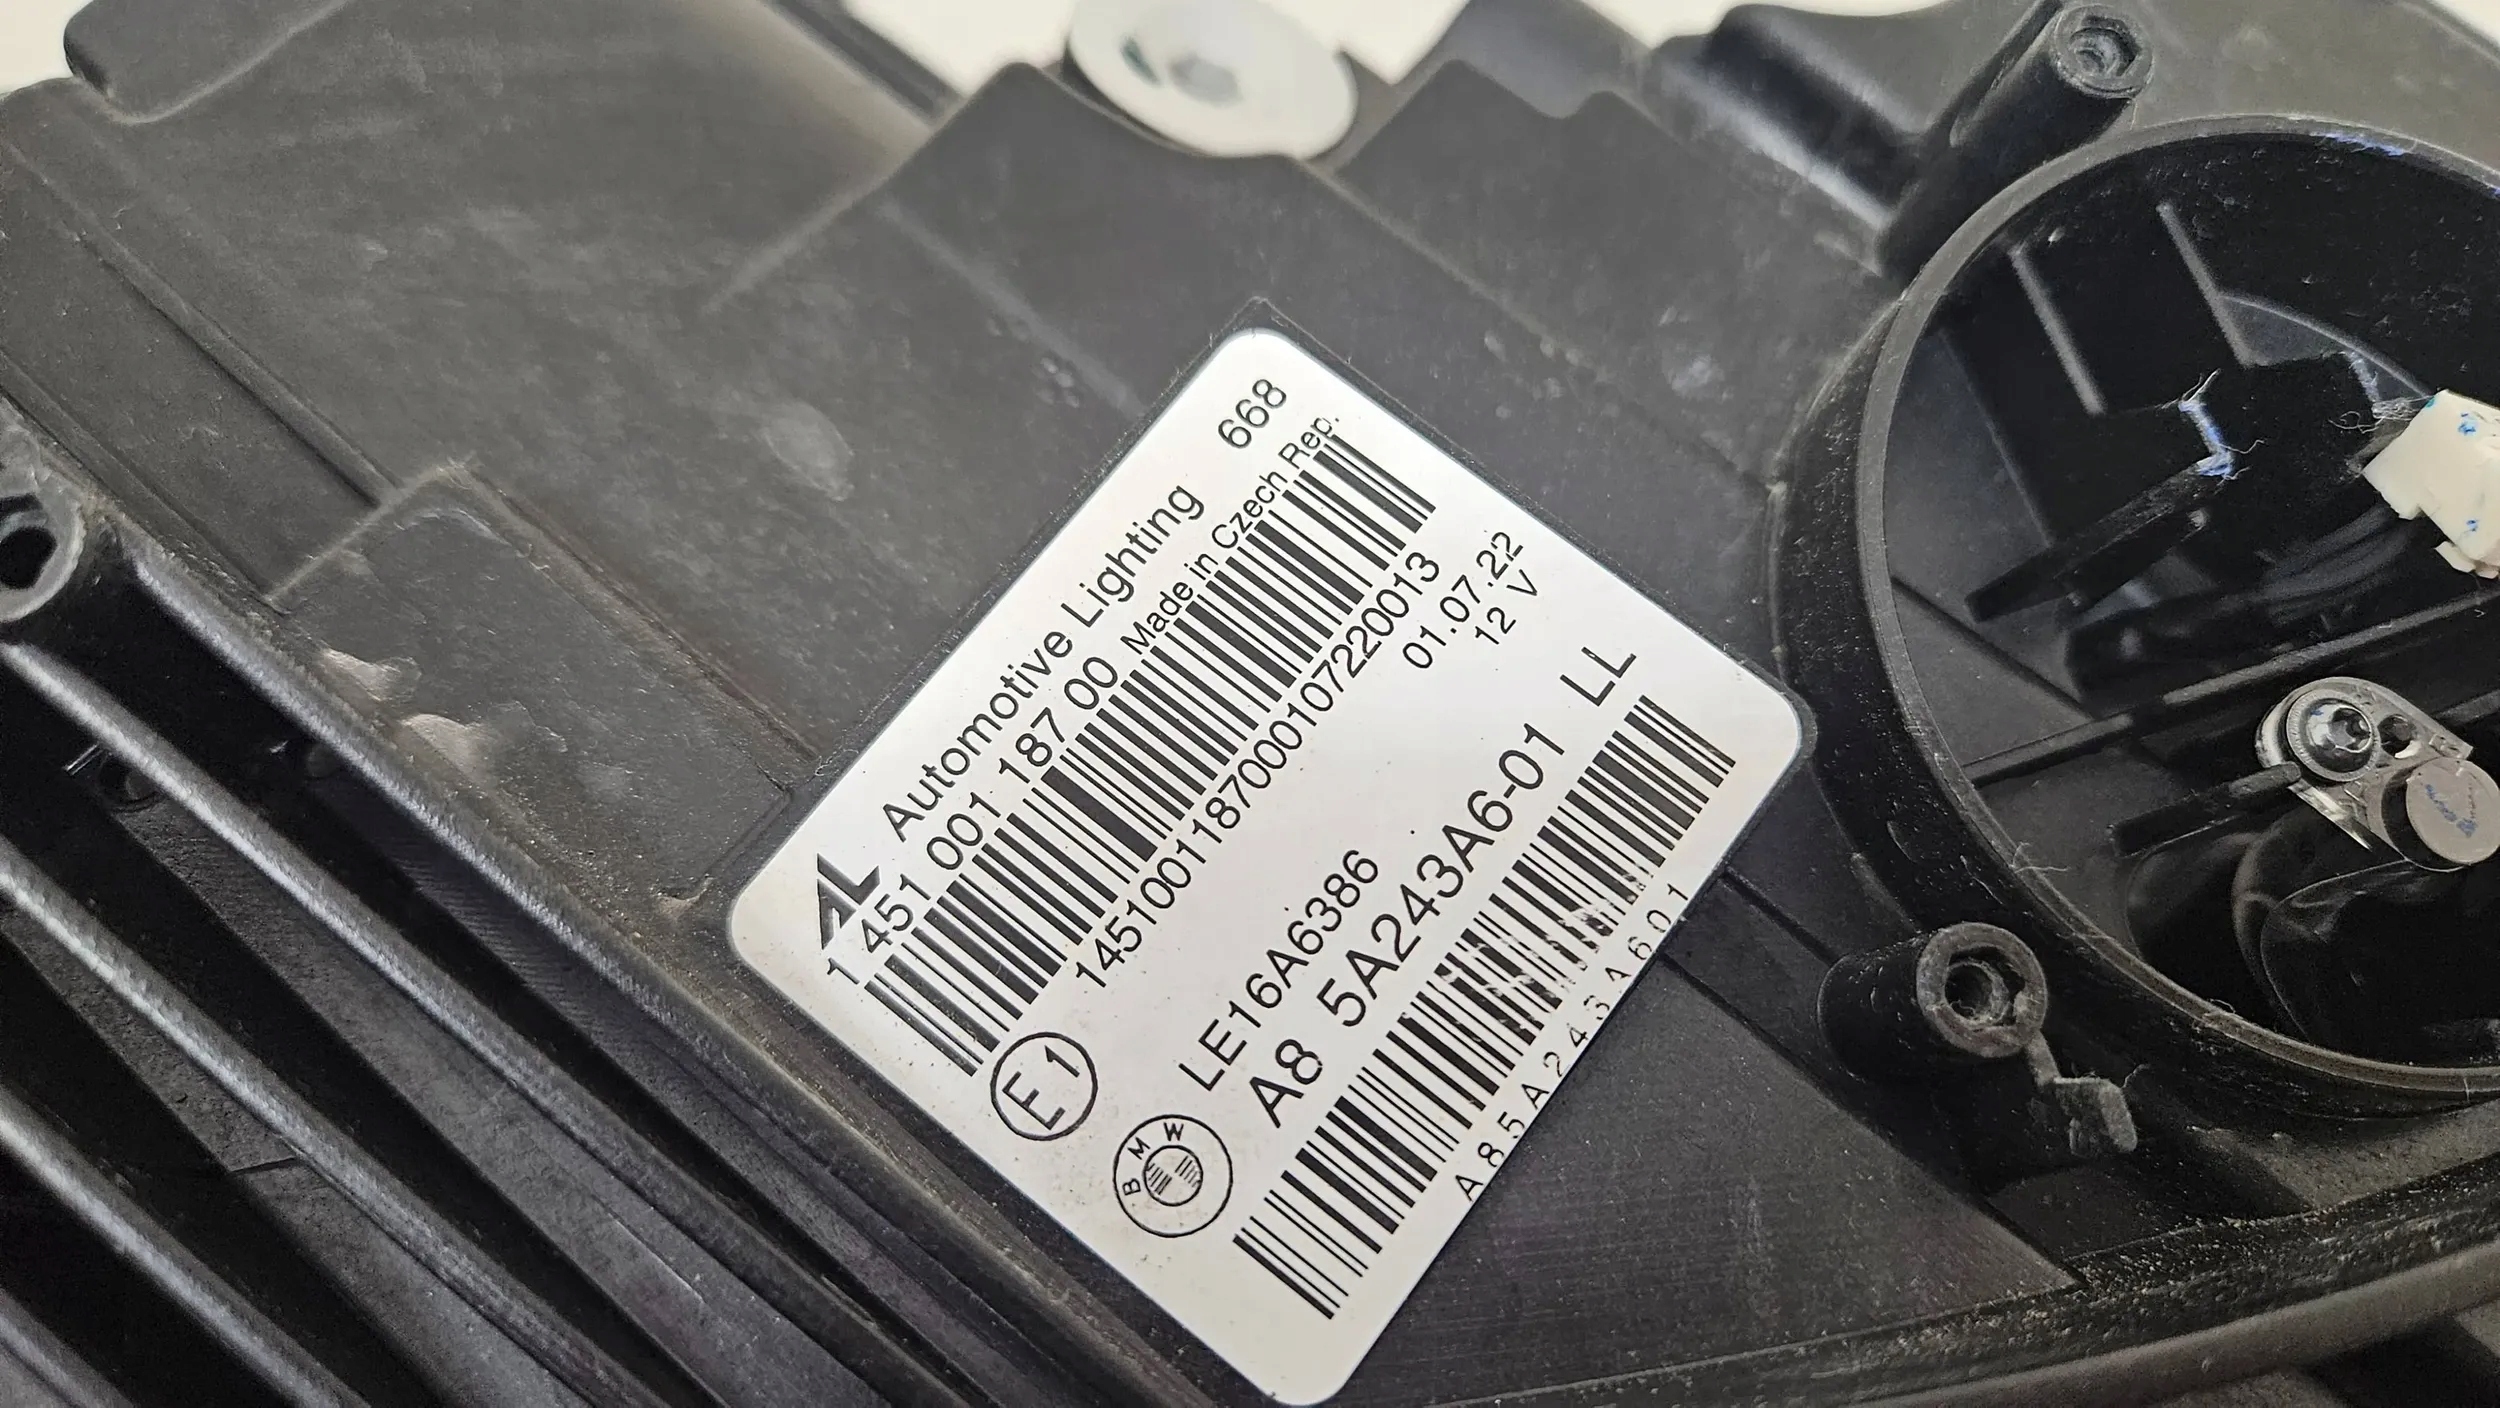 AL Automotive Lighting 668
1 451 001 187 00 Made in Czech Rep.
14510011870001072220013
01.07.22
12 V
E1
LE16A6386
A8 5A243A6-01 LL
BMW
A85A243A601